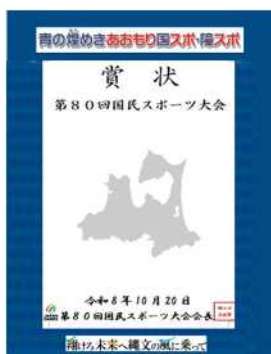 青の煌めきあおもり国スポ・障スポ
賞状
第80回国民スポーツ大会
令和8年10月20日
第80回国民スポーツ大会会長
翔けろ未来へ縄文の風に乗って